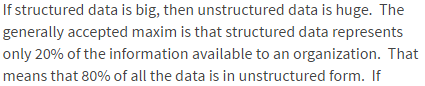 If structured data is big, then unstructured data is huge.  The
generally accepted maxim is that structured data represents
only 20% of the information available to an organization.  That
means that 80% of all the data is in unstructured form.  If